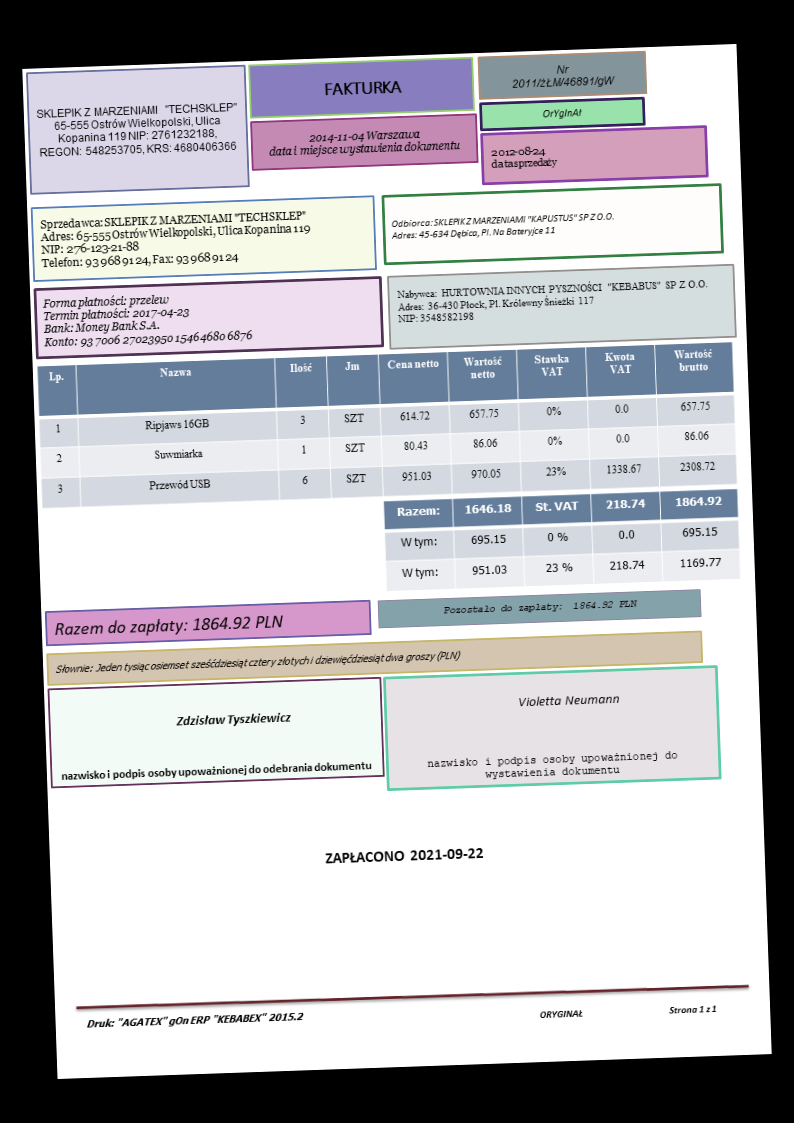 SKLEPIK Z MARZENIAMI "TECHSKLEP"
65-555 Ostrów Wielkopolski, Ulica
Kopanina 119 NIP: 2761232188,
REGON: 548253705, KRS: 4680406366
FAKTURKA
2014-11-04 Warszawa
data i miejsce wystawienia dokumentu
Nr
2011/żŁM/46891/gW
OrYgInAł
2012-08-24
data sprzedaży
Sprzedawca: SKLEPIK Z MARZENIAMI "TECHSKLEP"
Adres: 65-555 Ostrów Wielkopolski, Ulica Kopanina 119
NIP: 276-123-21-88
Telefon: 93 968 91 24, Fax: 93 968 91 24
Odbiorca: SKLEPIK Z MARZENIAMI "KAPUSTUS" SP Z O.O.
Adres: 45-634 Dębica, Pl. Na Bateryjce 11
Forma płatności: przelew
Termin płatności: 2017-04-23
Bank: Money Bank S.A.
Konto: 93 7006 2702 3950 1546 4680 6876
Nabywca: HURTOWNIA INNYCH PYSZNOŚCI "KEBABUS" SP Z O.O.
Adres: 36-430 Płock, Pl. Królewny Śnieżki 117
NIP: 3548582198
Lp. Nazwa Ilość Jm Cena netto Wartość netto Stawka VAT Kwota VAT Wartość brutto
1 Ripjaws 16GB 3 SZT 614.72 657.75 0% 0.0 657.75
2 Suwmiarka 1 SZT 80.43 86.06 0% 0.0 86.06
3 Przewód USB 6 SZT 951.03 970.05 23% 1338.67 2308.72
Razem: 1646.18 St. VAT 218.74 1864.92
W tym: 695.15 0 % 0.0 695.15
W tym: 951.03 23 % 218.74 1169.77
Razem do zapłaty: 1864.92 PLN
Pozostało do zapłaty: 1864.92 PLN
Słownie: Jeden tysiąc osiemset sześćdziesiąt cztery złotych i dziewięćdziesiąt dwa groszy (PLN)
Zdzisław Tyszkiewicz
nazwisko i podpis osoby upoważnionej do odebrania dokumentu
Violetta Neumann
nazwisko i podpis osoby upoważnionej do
wystawienia dokumentu
ZAPŁACONO 2021-09-22
Druk: "AGATEX" gOn ERP "KEBABEX" 2015.2
ORYGINAŁ
Strona 1 z 1